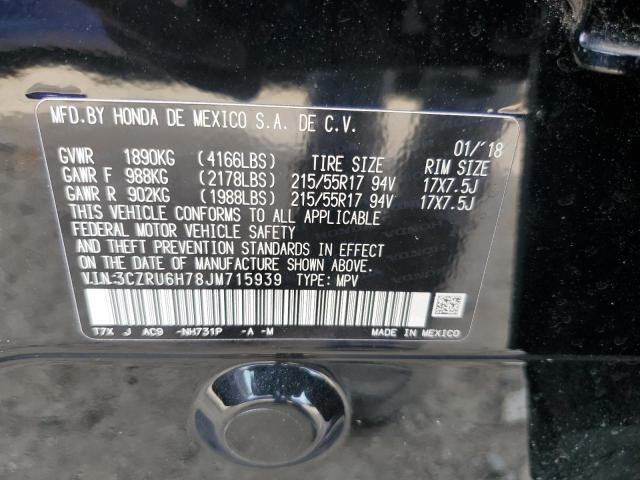 MFD.BY HONDA DE MEXICO S.A. DE C.V.
01/'18
GVWR 1890KG (4166LBS) TIRE SIZE RIM SIZE
GAWR F 988KG (2178LBS) 215/55R17 94V 17X7.5J
GAWR R 902KG (1988LBS) 215/55R17 94V 17X7.5J
THIS VEHICLE CONFORMS TO ALL APPLICABLE
FEDERAL MOTOR VEHICLE SAFETY
AND THEFT PREVENTION STANDARDS IN EFFECT
ON THE DATE OF MANUFACTURE SHOWN ABOVE.
V.I.N:3CZRU6H78JM715939 TYPE: MPV
T7X J AC9 -NH731P -A -M MADE IN MEXICO